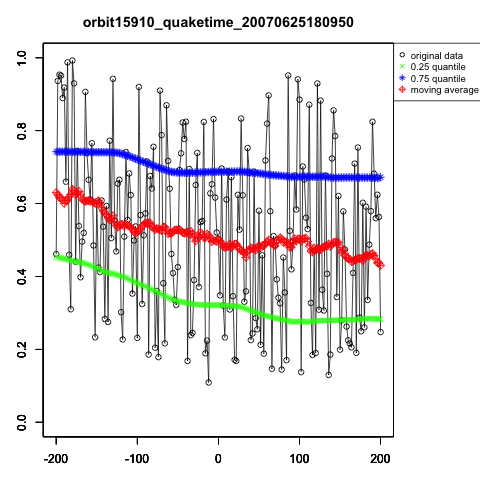 orbit15910_quaketime_20070625180950
original data
0.25 quantile
0.75 quantile
moving average
1.0
0.8
0.6
0.4
0.2
0.0
-200 -100 0 100 200